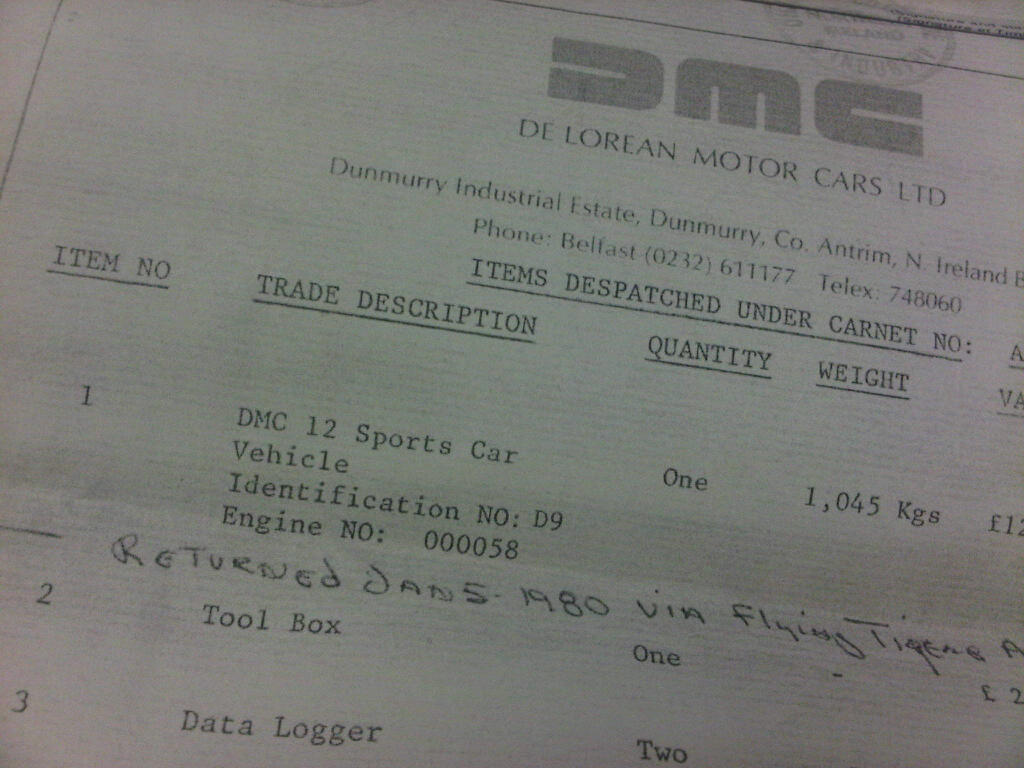 DMC
DE LOREAN MOTOR CARS LTD
Dunmurry Industrial Estate, Dunmurry, Co. Antrim, N. Ireland B
Phone: Belfast (0232) 611177 Telex: 748060
ITEMS DESPATCHED UNDER CARNET NO: A
ITEM NO TRADE DESCRIPTION QUANTITY WEIGHT VA
1 DMC 12 Sports Car
Vehicle One 1,045 Kgs £12
Identification NO: D9
Engine NO: 000058
RETURNED JAN 5 1980 VIA Flying Tigers A
2 Tool Box One £ 2
3 Data Logger Two